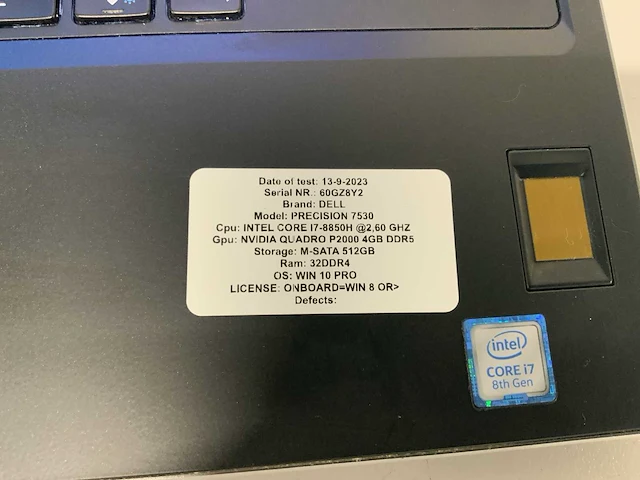 Date of test: 13-9-2023
Serial NR.: 60GZ8Y2
Brand: DELL
Model: PRECISION 7530
Cpu: INTEL CORE I7-8850H @2,60 GHZ
Gpu: NVIDIA QUADRO P2000 4GB DDR5
Storage: M-SATA 512GB
Ram: 32DDR4
OS: WIN 10 PRO
LICENSE: ONBOARD=WIN 8 OR>
Defects:
intel
CORE i7
8th Gen